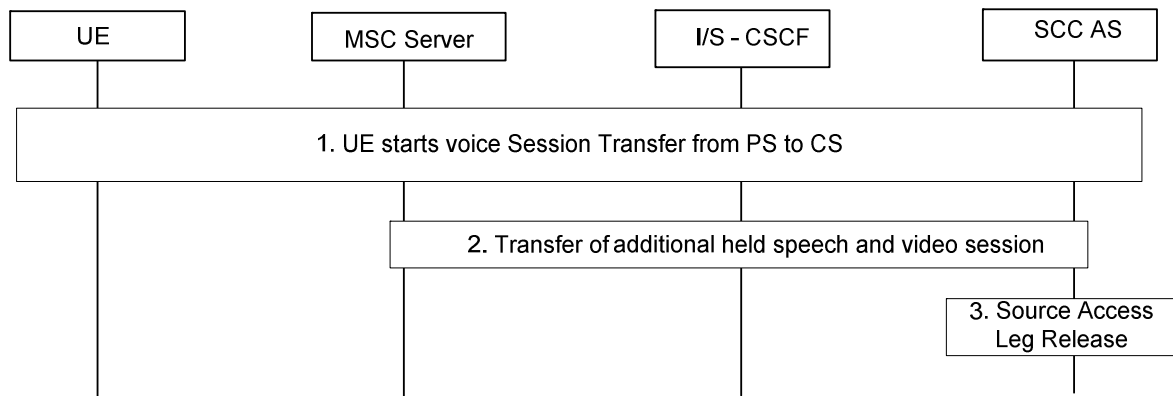 UE
MSC Server
I/S - CSCF
SCC AS
1. UE starts voice Session Transfer from PS to CS
2. Transfer of additional held speech and video session
3. Source Access
Leg Release